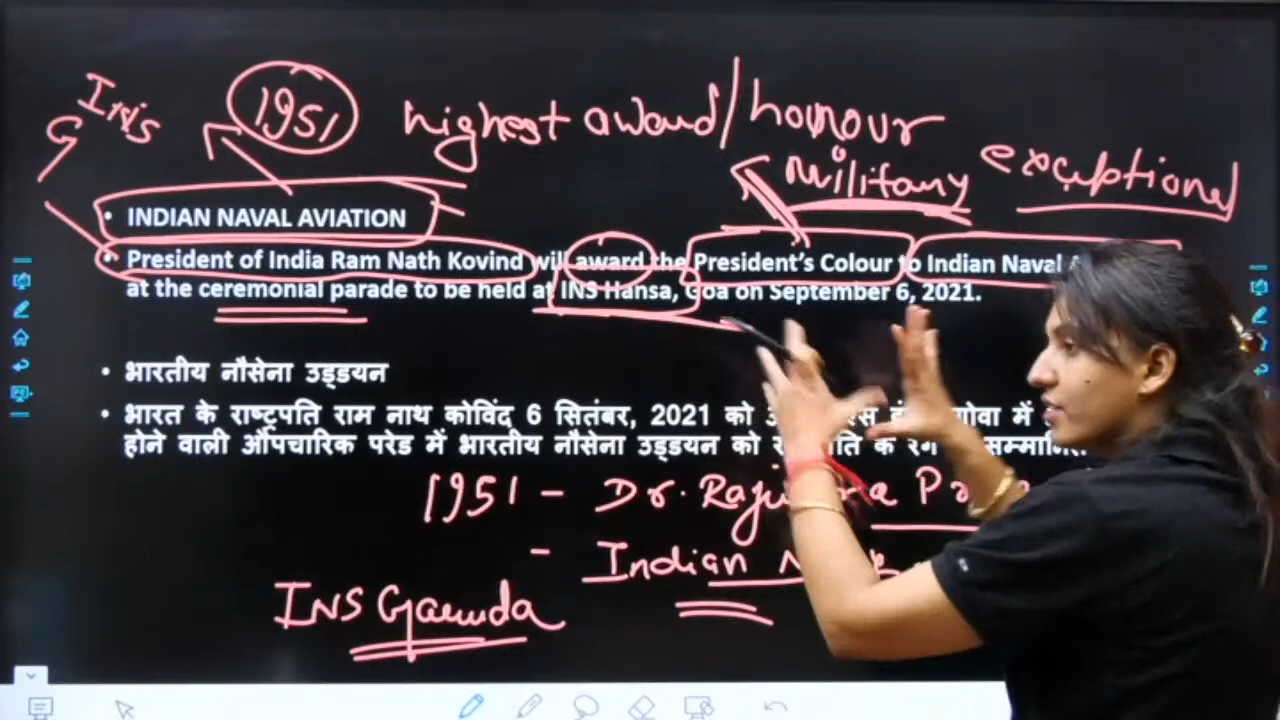 INS 1951 highest award/honour
military exceptional
• INDIAN NAVAL AVIATION
• President of India Ram Nath Kovind will award the President's Colour to Indian Naval
at the ceremonial parade to be held at INS Hansa, Goa on September 6, 2021.
• भारतीय नौसेना उड्डयन
• भारत के राष्ट्रपति राम नाथ कोविंद 6 सितंबर, 2021 को गोवा में
होने वाली औपचारिक परेड में भारतीय नौसेना उड्डयन को
1951 - Dr.
- Indian
INS Garuda